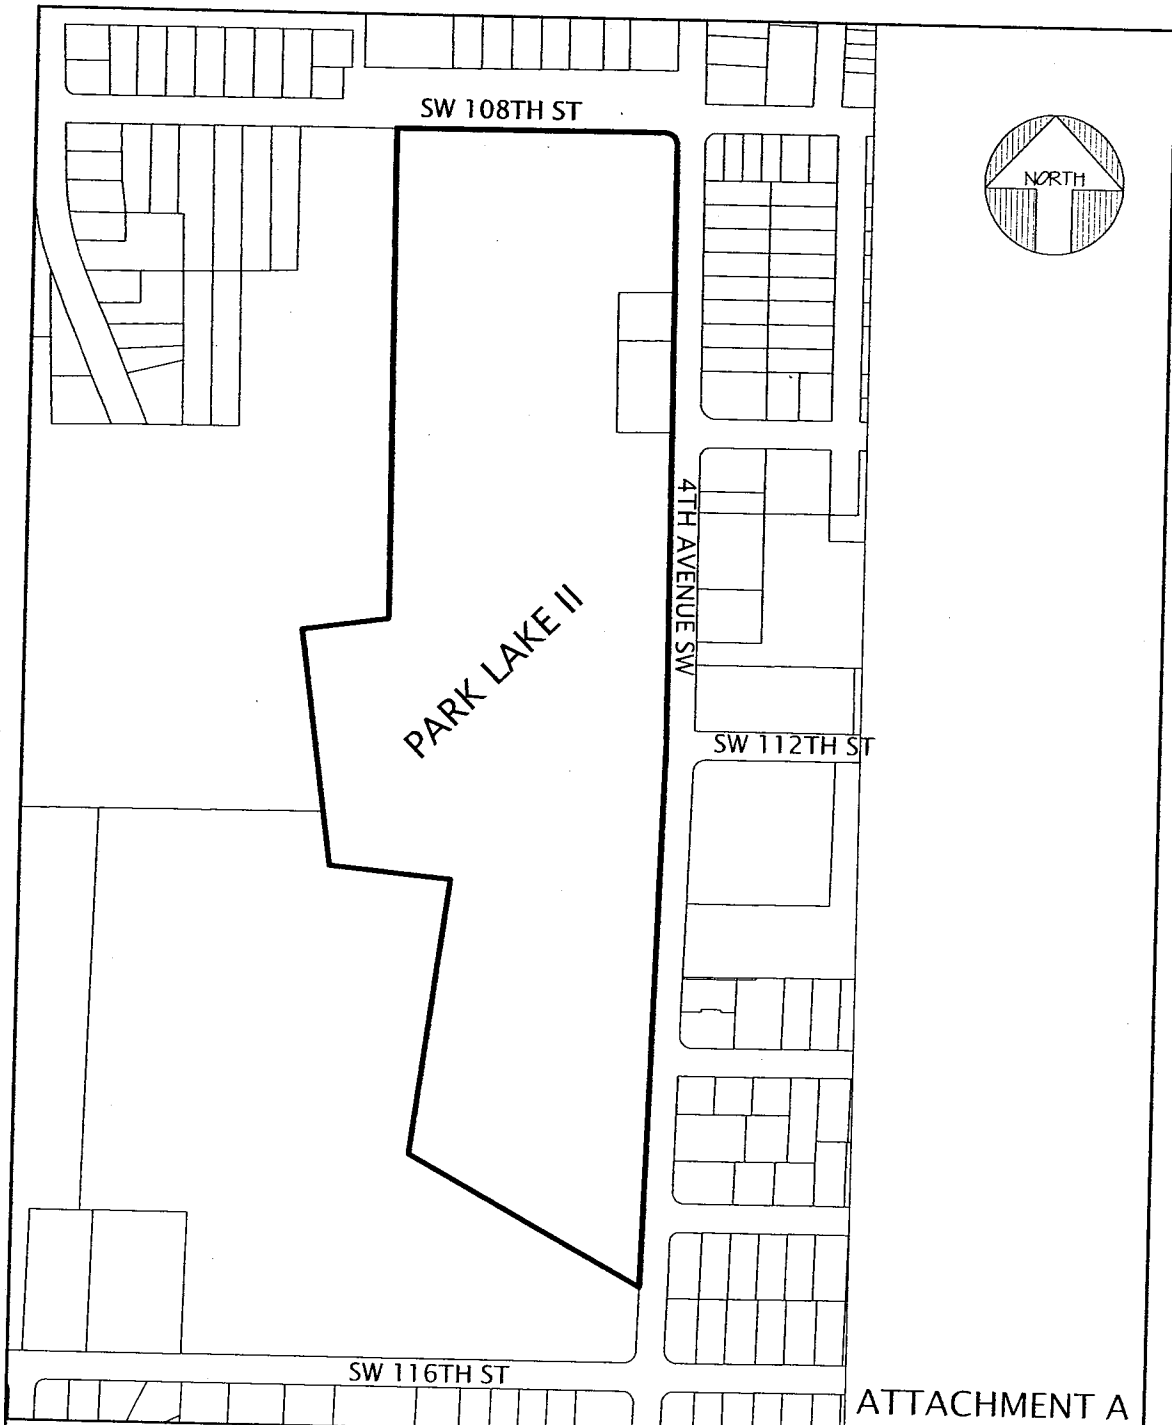 SW 108TH ST
NORTH
4TH AVENUE SW
PARK LAKE II
SW 112TH ST
SW 116TH ST
ATTACHMENT A